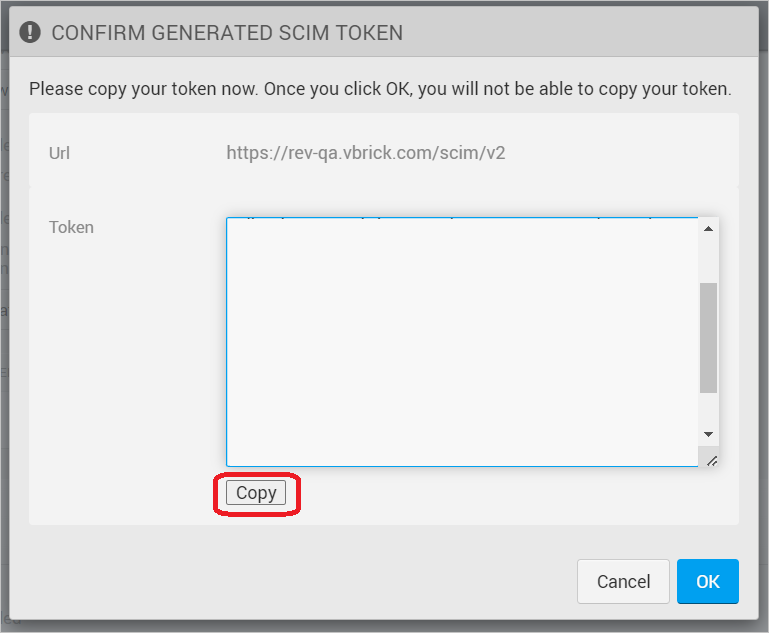 CONFIRM GENERATED SCIM TOKEN
Please copy your token now. Once you click OK, you will not be able to copy your token.
Url
https://rev-qa.vbrick.com/scim/v2
Token
Copy
Cancel
OK